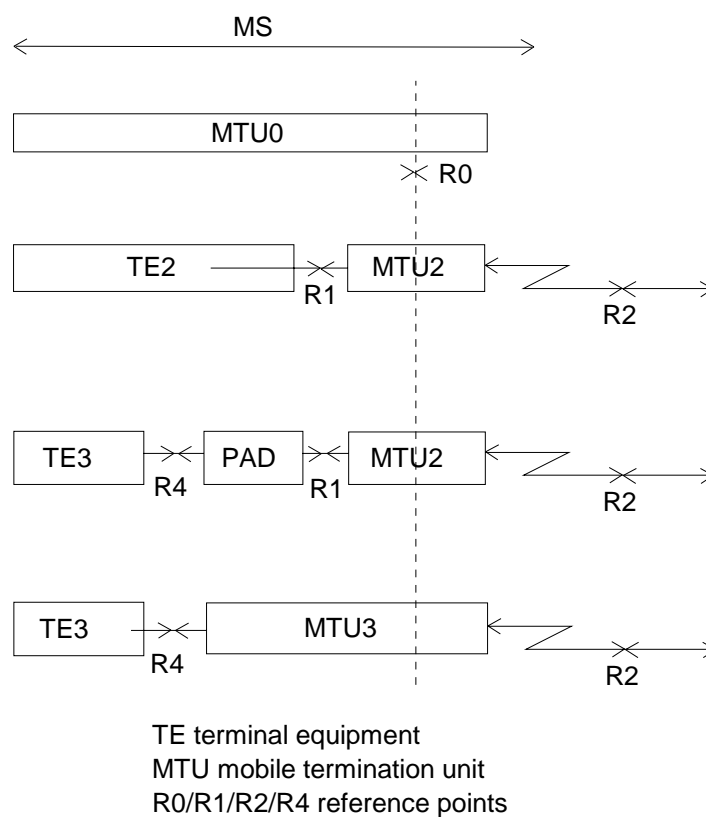 MS
MTU0
R0
TE2 MTU2
R1 R2
TE3 PAD MTU2
R4 R1 R2
TE3 MTU3
R4 R2
TE terminal equipment
MTU mobile termination unit
R0/R1/R2/R4 reference points